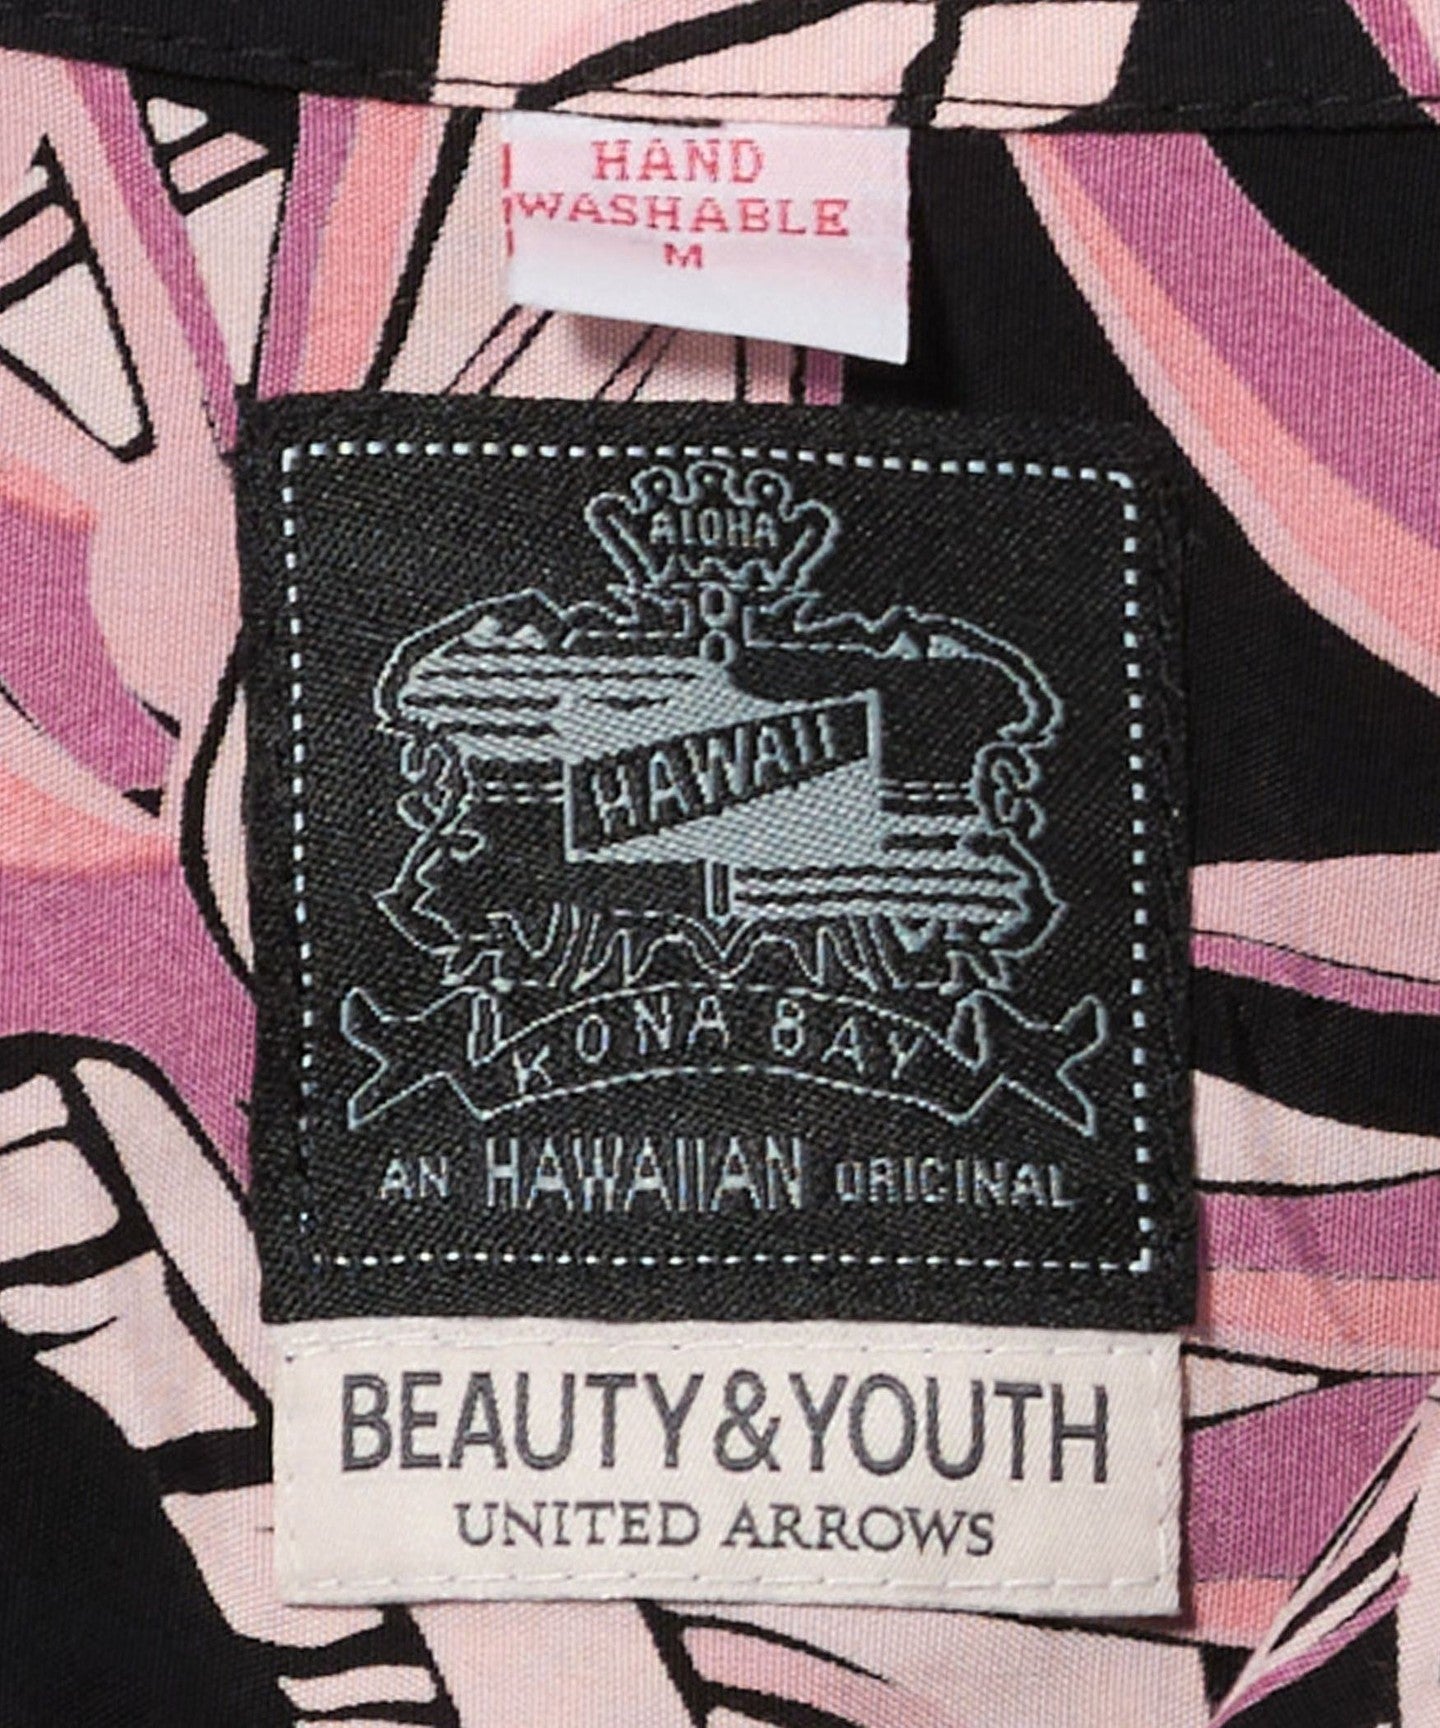 HAND
WASHABLE
M
ALOHA
HAWAII
KONA BAY
AN HAWAIIAN ORIGINAL
BEAUTY&YOUTH
UNITED ARROWS